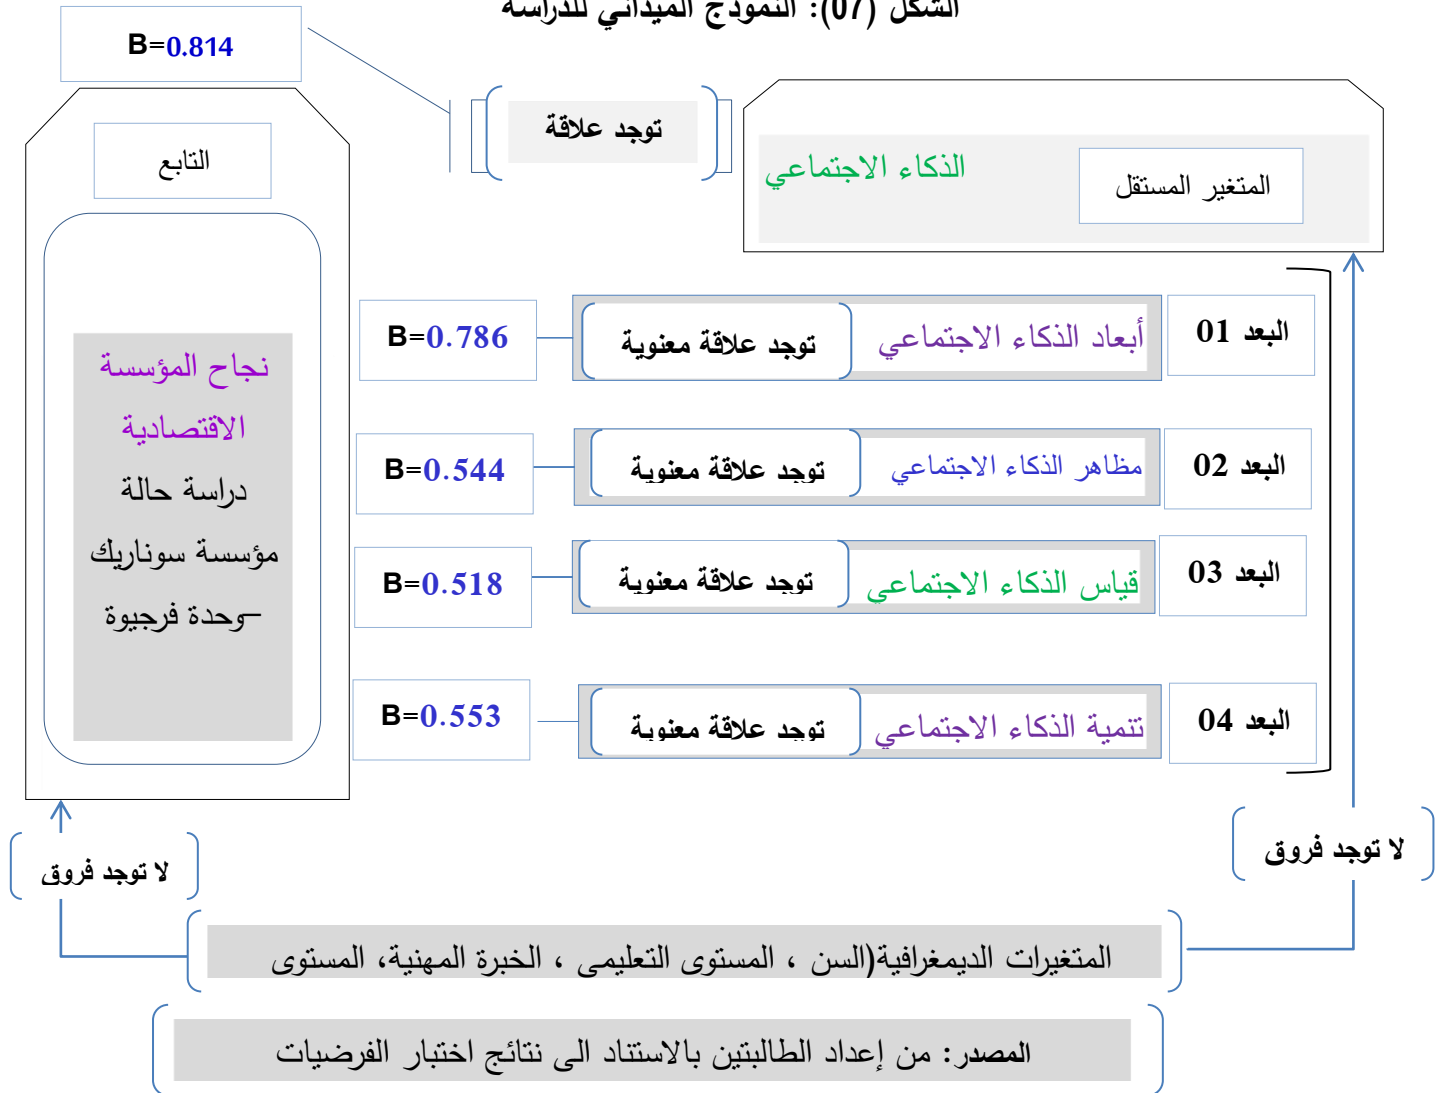 الشكل (07): النموذج الميداني للدراسة
B=0.814
توجد علاقة
الذكاء الاجتماعي
المتغير المستقل
التابع
نجاح المؤسسة
الاقتصادية
دراسة حالة
مؤسسة سوناريك
–وحدة فرجيوة
البعد 01
أبعاد الذكاء الاجتماعي
توجد علاقة معنوية
B=0.786
البعد 02
مظاهر الذكاء الاجتماعي
توجد علاقة معنوية
B=0.544
البعد 03
قياس الذكاء الاجتماعي
توجد علاقة معنوية
B=0.518
البعد 04
تنمية الذكاء الاجتماعي
توجد علاقة معنوية
B=0.553
لا توجد فروق
لا توجد فروق
المتغيرات الديمغرافية(السن ، المستوى التعليمي ، الخبرة المهنية، المستوى
المصدر: من إعداد الطالبتين بالاستناد الى نتائج اختبار الفرضيات